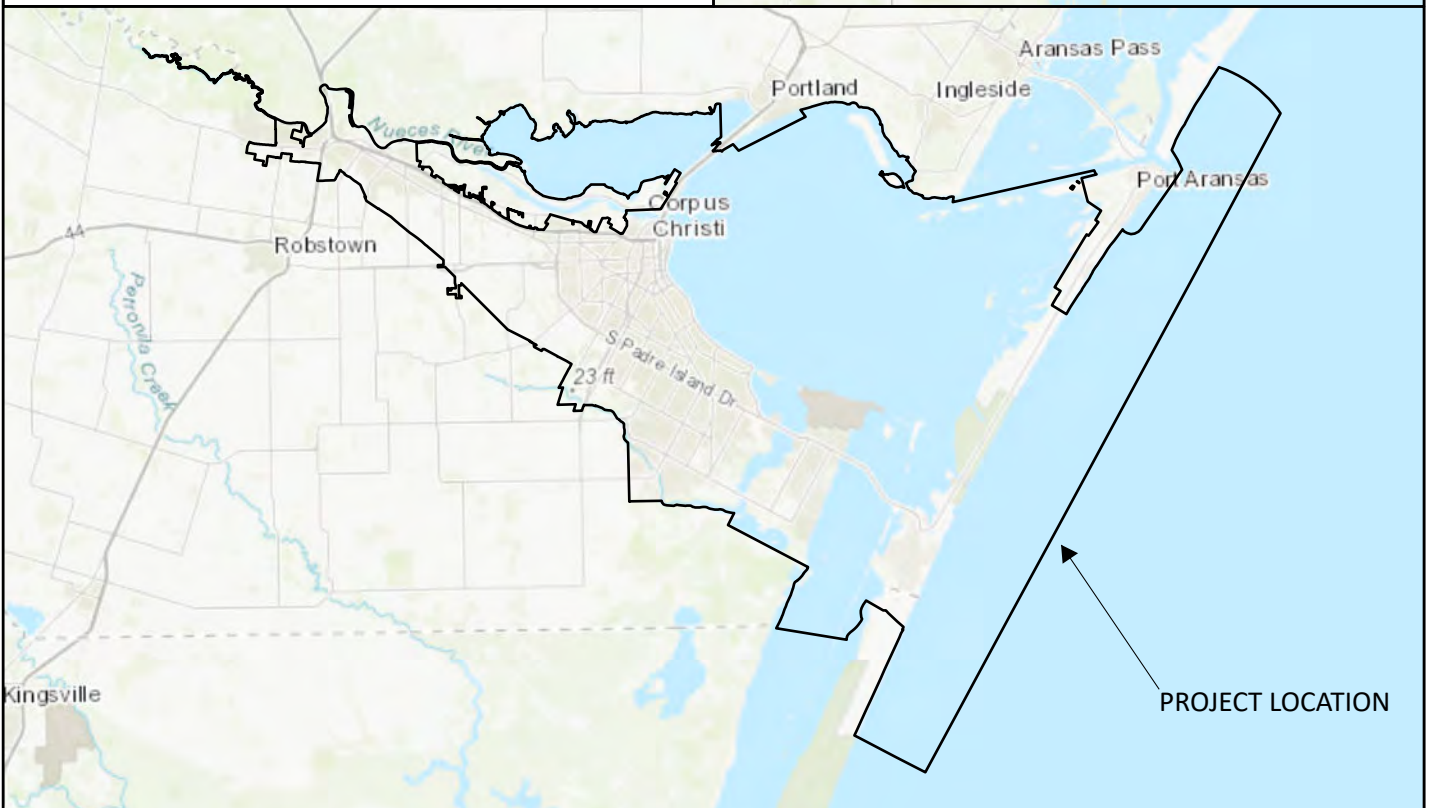 Aransas Pass
Portland
Ingleside
Nueces River
Port Aransas
Corpus
Christi
44
Robstown
Petronila Creek
S Padre Island Dr
23 ft
Kingsville
PROJECT LOCATION